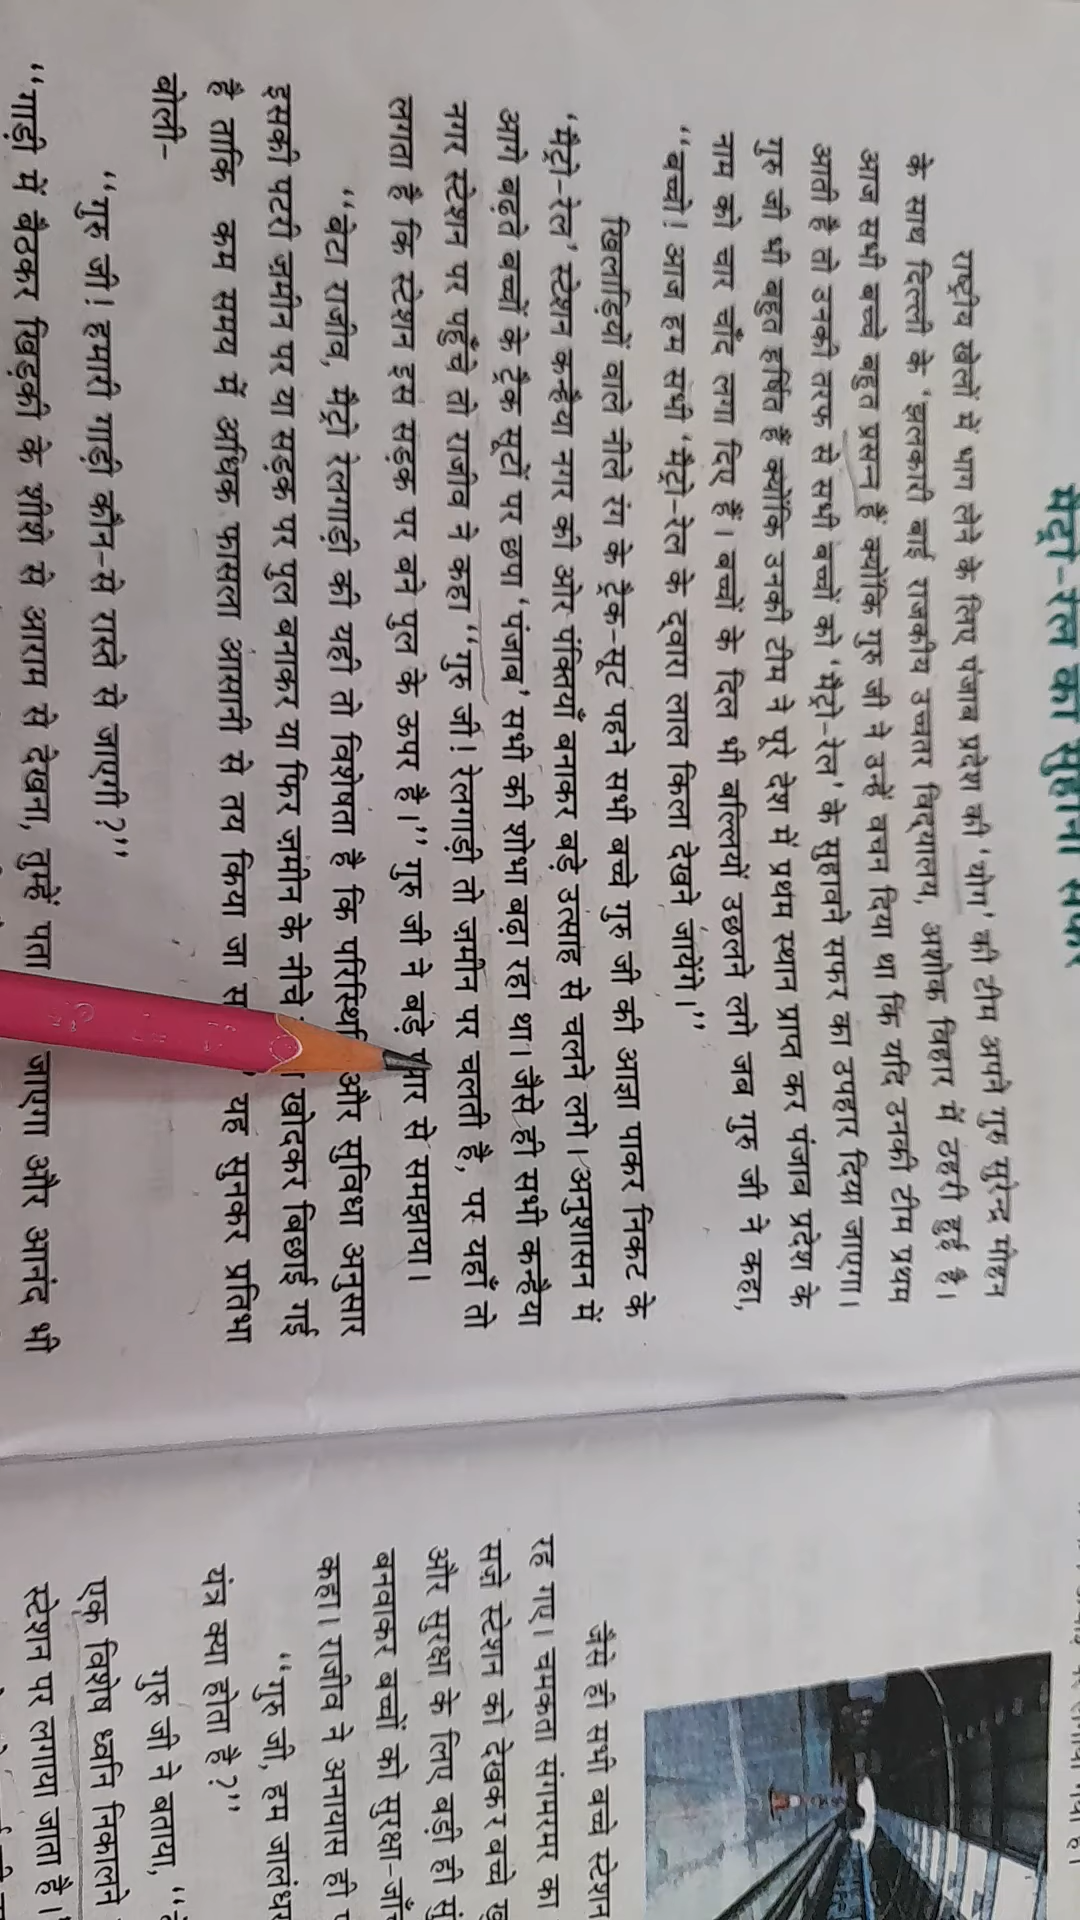 मैट्रो-रेल का सुहाना सफर
राष्ट्रीय खेलों में भाग लेने के लिए पंजाब प्रदेश की ‘योग’ की टीम अपने गुरु सुरेन्द्र मोहन
के साथ दिल्ली के ‘झलकारी बाई राजकीय उच्चतर विद्यालय, अशोक विहार में ठहरी हुई है।
आज सभी बच्चे बहुत प्रसन्न हैं क्योंकि गुरु जी ने उन्हें वचन दिया था कि यदि उनकी टीम प्रथम
आती है तो उनकी तरफ से सभी बच्चों को ‘मैट्रो-रेल’ के सुहावने सफर का उपहार दिया जाएगा।
गुरु जी भी बहुत हर्षित हैं क्योंकि उनकी टीम ने पूरे देश में प्रथम स्थान प्राप्त कर पंजाब प्रदेश के
नाम को चार चाँद लगा दिए हैं। बच्चों के दिल भी बल्लियों उछलने लगे जब गुरु जी ने कहा,
“बच्चो! आज हम सभी ‘मैट्रो-रेल के द्वारा लाल किला देखने जायेंगे।”
खिलाड़ियों वाले नीले रंग के ट्रैक-सूट पहने सभी बच्चे गुरु जी की आज्ञा पाकर निकट के
‘मैट्रो-रेल’ स्टेशन कन्हैया नगर की ओर पंक्तियाँ बनाकर बड़े उत्साह से चलने लगे। अनुशासन में
आगे बढ़ते बच्चों के ट्रैक सूटों पर छपा ‘पंजाब’ सभी की शोभा बढ़ा रहा था। जैसे ही सभी कन्हैया
नगर स्टेशन पर पहुँचे तो राजीव ने कहा “गुरु जी! रेलगाड़ी तो ज़मीन पर चलती है, पर यहाँ तो
लगता है कि स्टेशन इस सड़क पर बने पुल के ऊपर है।” गुरु जी ने बड़े से समझाया।
“बेटा राजीव, मैट्रो रेलगाड़ी की यही तो विशेषता है कि और सुविधा अनुसार
इसकी पटरी ज़मीन पर या सड़क पर पुल बनाकर या फिर ज़मीन के नीचे खोदकर बिछाई गई
है ताकि कम समय में अधिक फासला आसानी से तय किया जा यह सुनकर प्रतिभा
बोली-
“गुरु जी! हमारी गाड़ी कौन-से रास्ते से जाएगी?”
“गाड़ी में बैठकर खिड़की के शीशे से आराम से देखना, तुम्हें पता जाएगा और आनंद भी
जैसे ही सभी बच्चे स्टेशन
रह गए। चमकता संगमरमर का
सजे स्टेशन को देखकर बच्चे
और सुरक्षा के लिए बड़ी ही
बनवाकर बच्चों को
कहा। राजीव ने अनायास ही
“गुरु जी, हम जालंधर
यंत्र क्या होता है?”
गुरु जी ने बताया,
एक विशेष ध्वनि निकालने
स्टेशन पर लगाया जाता है।